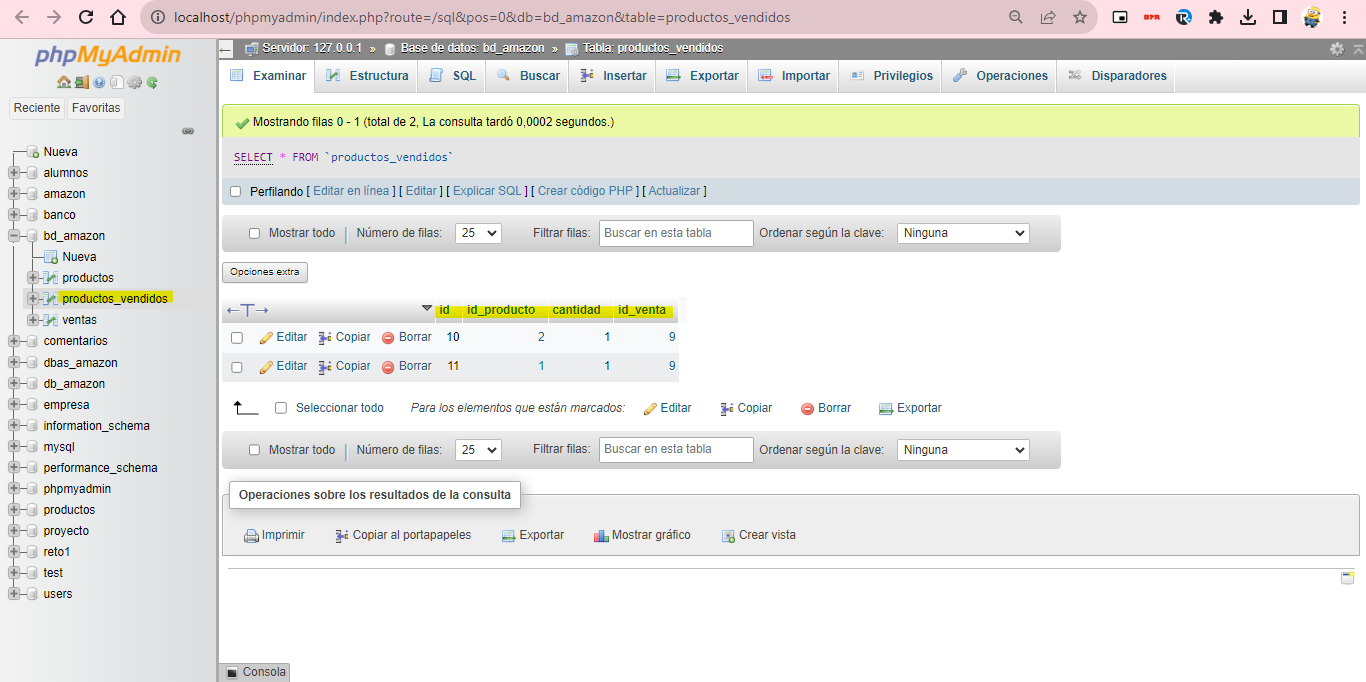 localhost/phpmyadmin/index.php?route=/sql&pos=0&db=bd_amazon&table=productos_vendidos
phpMyAdmin
Reciente Favoritas
Nueva
alumnos
amazon
banco
bd_amazon
Nueva
productos
productos_vendidos
ventas
comentarios
dbas_amazon
db_amazon
empresa
information_schema
mysql
performance_schema
phpmyadmin
productos
proyecto
reto1
test
users
Servidor: 127.0.0.1 » Base de datos: bd_amazon » Tabla: productos_vendidos
Examinar Estructura SQL Buscar Insertar Exportar Importar Privilegios Operaciones Disparadores
Mostrando filas 0 - 1 (total de 2, La consulta tardó 0,0002 segundos.)
SELECT * FROM `productos_vendidos`
Perfilando [ Editar en línea ] [ Editar ] [ Explicar SQL ] [ Crear código PHP ] [ Actualizar ]
Mostrar todo | Número de filas: 25 Filtrar filas: Buscar en esta tabla Ordenar según la clave: Ninguna
Opciones extra
←T→ id id_producto cantidad id_venta
Editar Copiar Borrar 10 2 1 9
Editar Copiar Borrar 11 1 1 9
Seleccionar todo Para los elementos que están marcados: Editar Copiar Borrar Exportar
Mostrar todo | Número de filas: 25 Filtrar filas: Buscar en esta tabla Ordenar según la clave: Ninguna
Operaciones sobre los resultados de la consulta
Imprimir Copiar al portapapeles Exportar Mostrar gráfico Crear vista
Consola